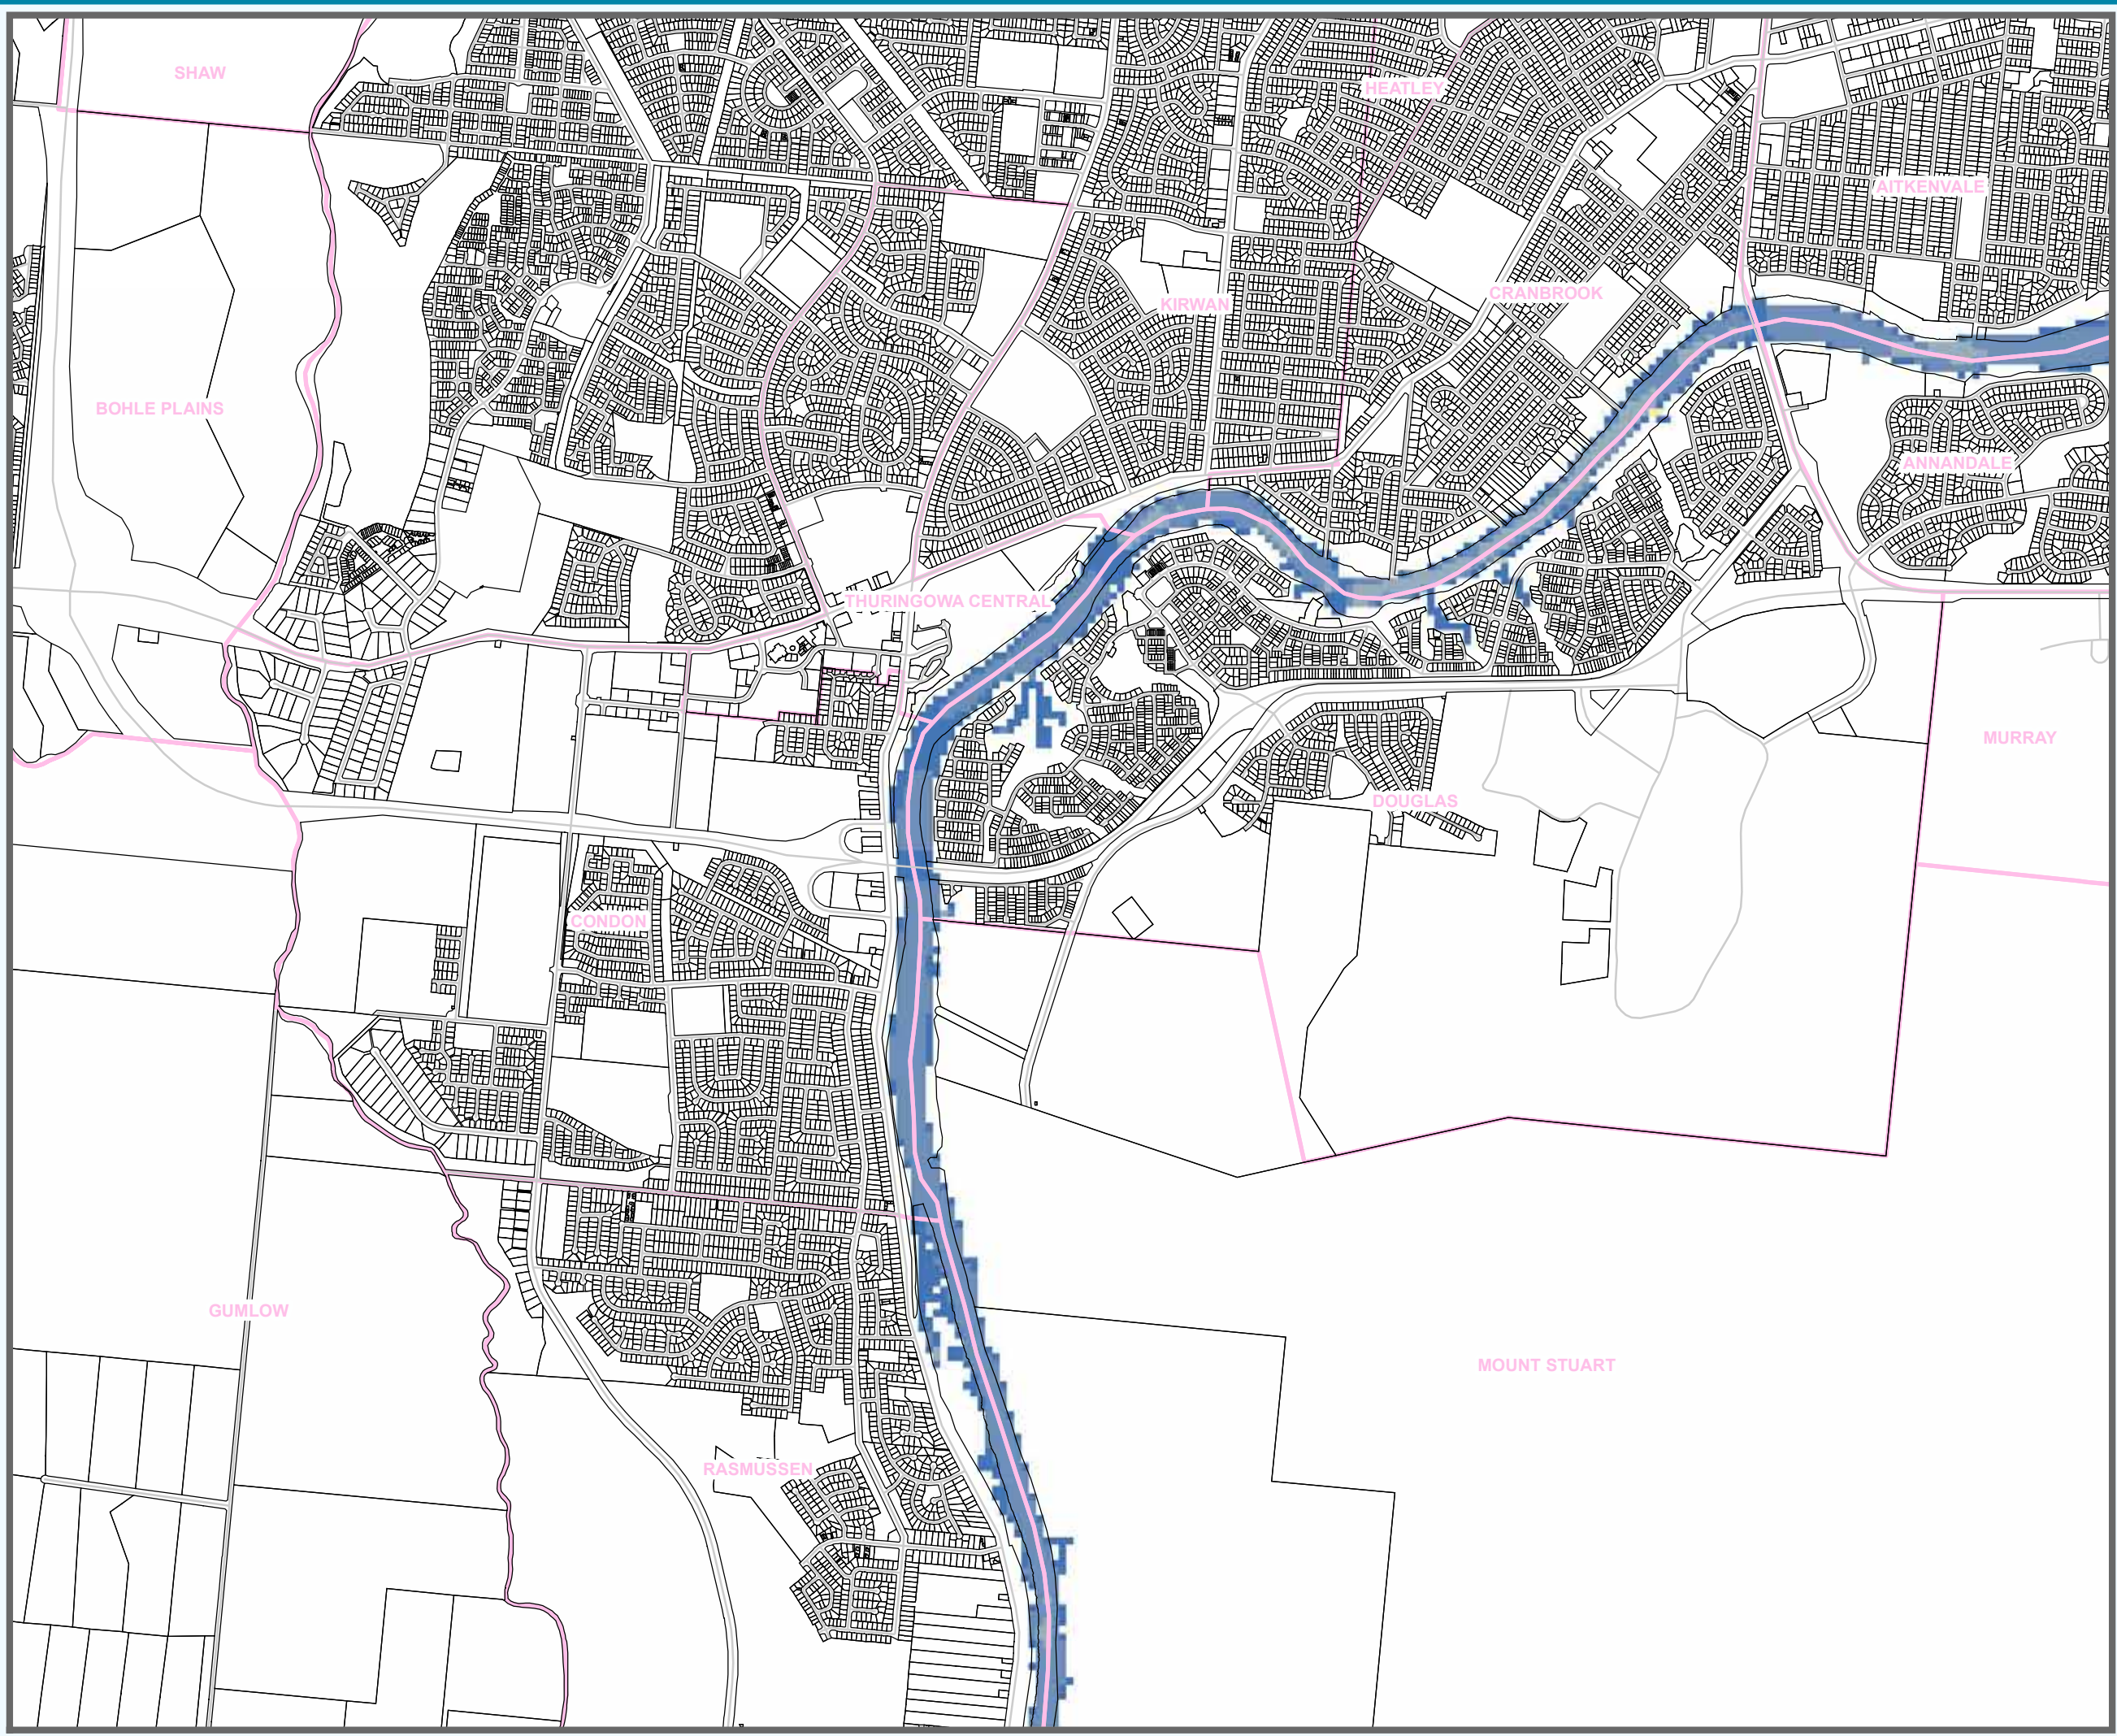 SHAW
HEATLEY
AITKENVALE
CRANBROOK
KIRWAN
BOHLE PLAINS
ANNANDALE
THURINGOWA CENTRAL
MURRAY
DOUGLAS
CONDON
GUMLOW
MOUNT STUART
RASMUSSEN